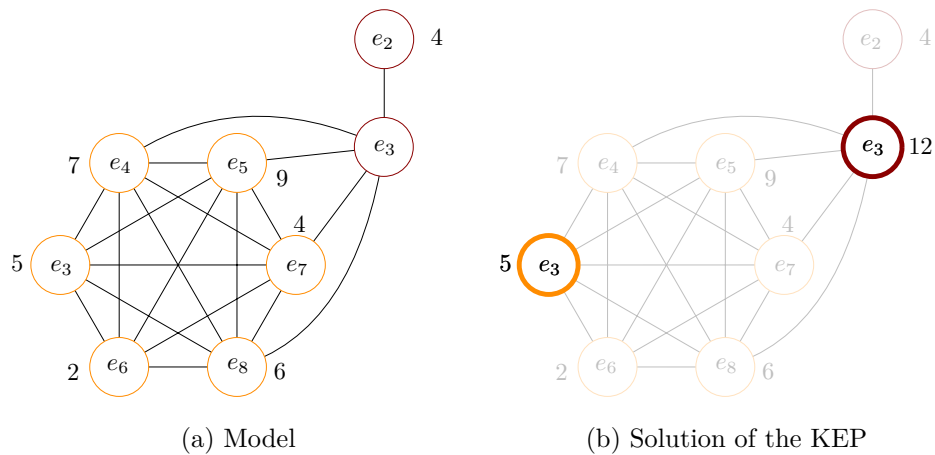 e2 4
e3
7 e4 e5 9
4
5 e3 e7
2 e6 e8 6
(a) Model
e2 4
e3 12
7 e4 e5 9
4
5 e3 e7
2 e6 e8 6
(b) Solution of the KEP